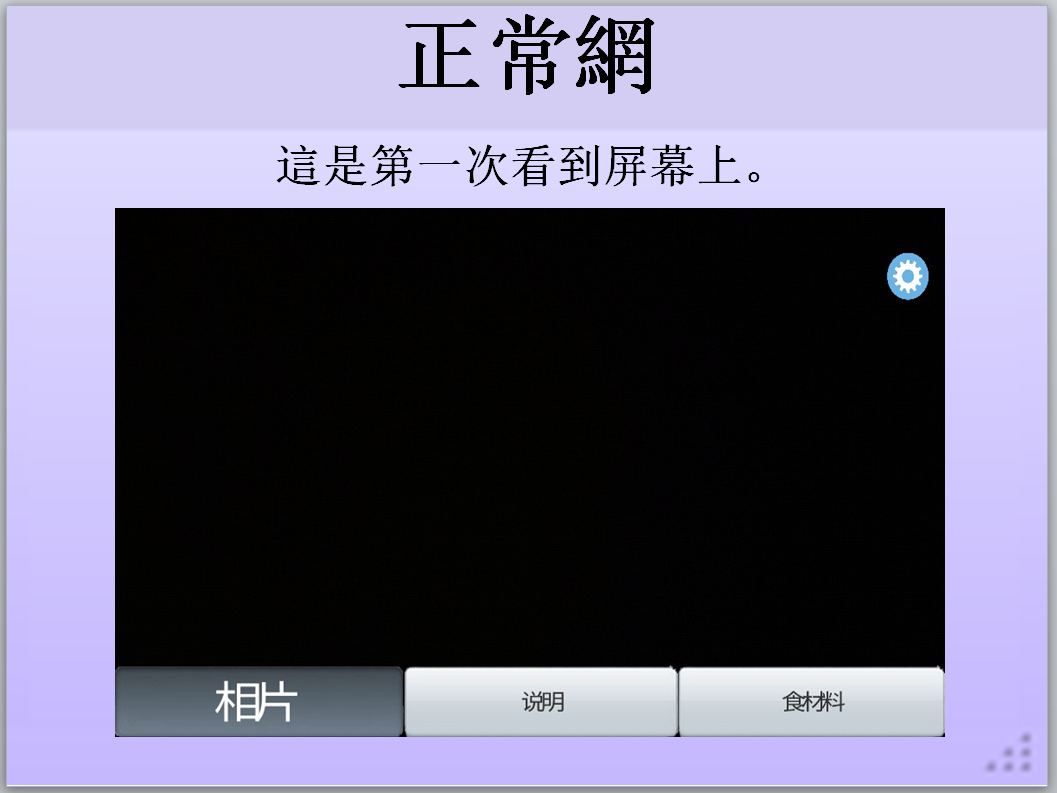 正常網
這是第一次看到屏幕上。
相片
说明
食材料